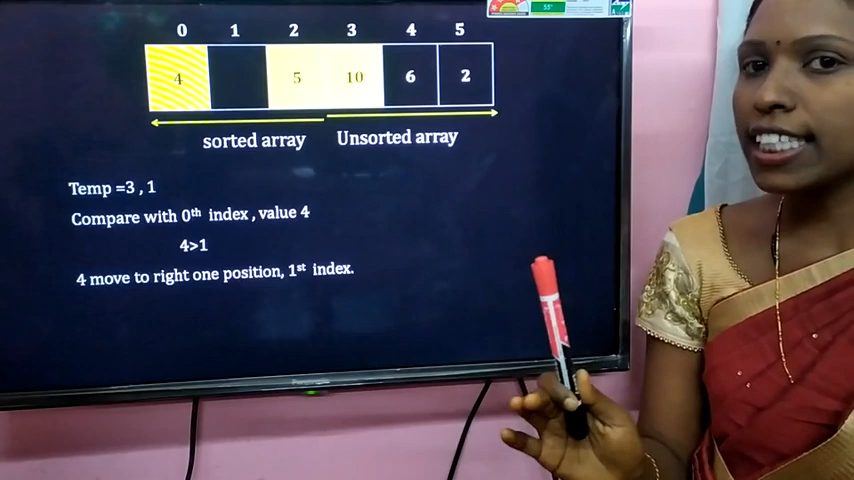 0 1 2 3 4 5
4 5 10 6 2
sorted array Unsorted array
Temp =3 , 1
Compare with 0th index , value 4
4>1
4 move to right one position, 1st index.